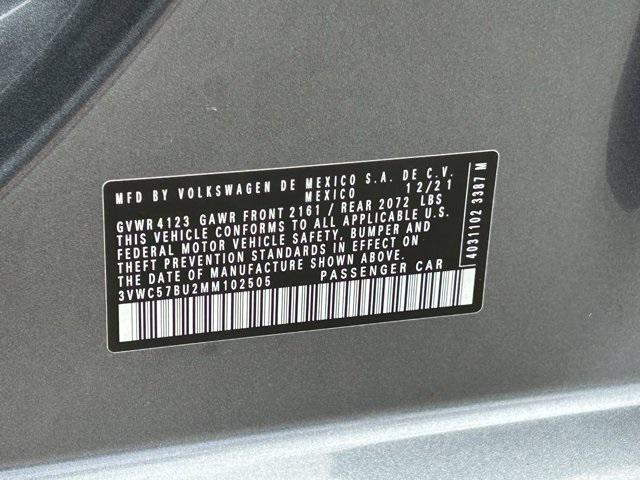 MFD BY VOLKSWAGEN DE MEXICO S.A. DE C.V.
MEXICO 12/21
GVWR 4123 GAWR FRONT 2161 / REAR 2072 LBS
THIS VEHICLE CONFORMS TO ALL APPLICABLE U.S.
FEDERAL MOTOR VEHICLE SAFETY, BUMPER AND
THEFT PREVENTION STANDARDS IN EFFECT ON
THE DATE OF MANUFACTURE SHOWN ABOVE.
3VWC57BU2MM102505 PASSENGER CAR
4031102 3387 M